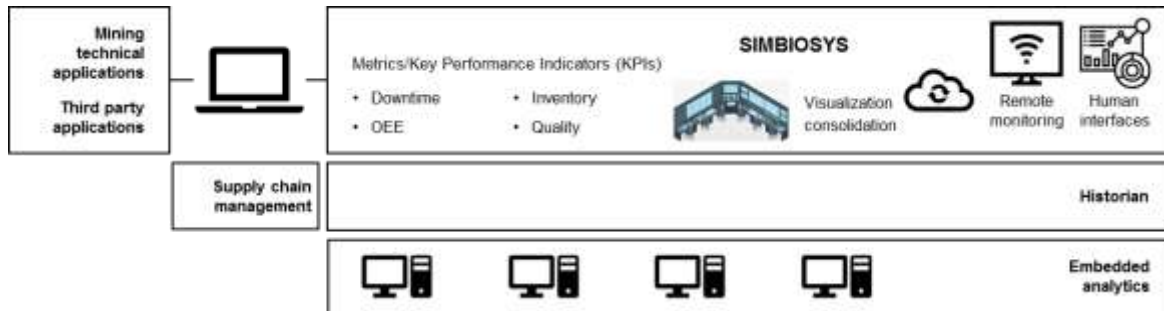 Mining
technical
applications
Third party
applications
SIMBIOSYS
Metrics/Key Performance Indicators (KPIs)
• Downtime
• Inventory
• OEE
• Quality
Visualization
consolidation
Remote
monitoring
Human
interfaces
Supply chain
management
Historian
Embedded
analytics